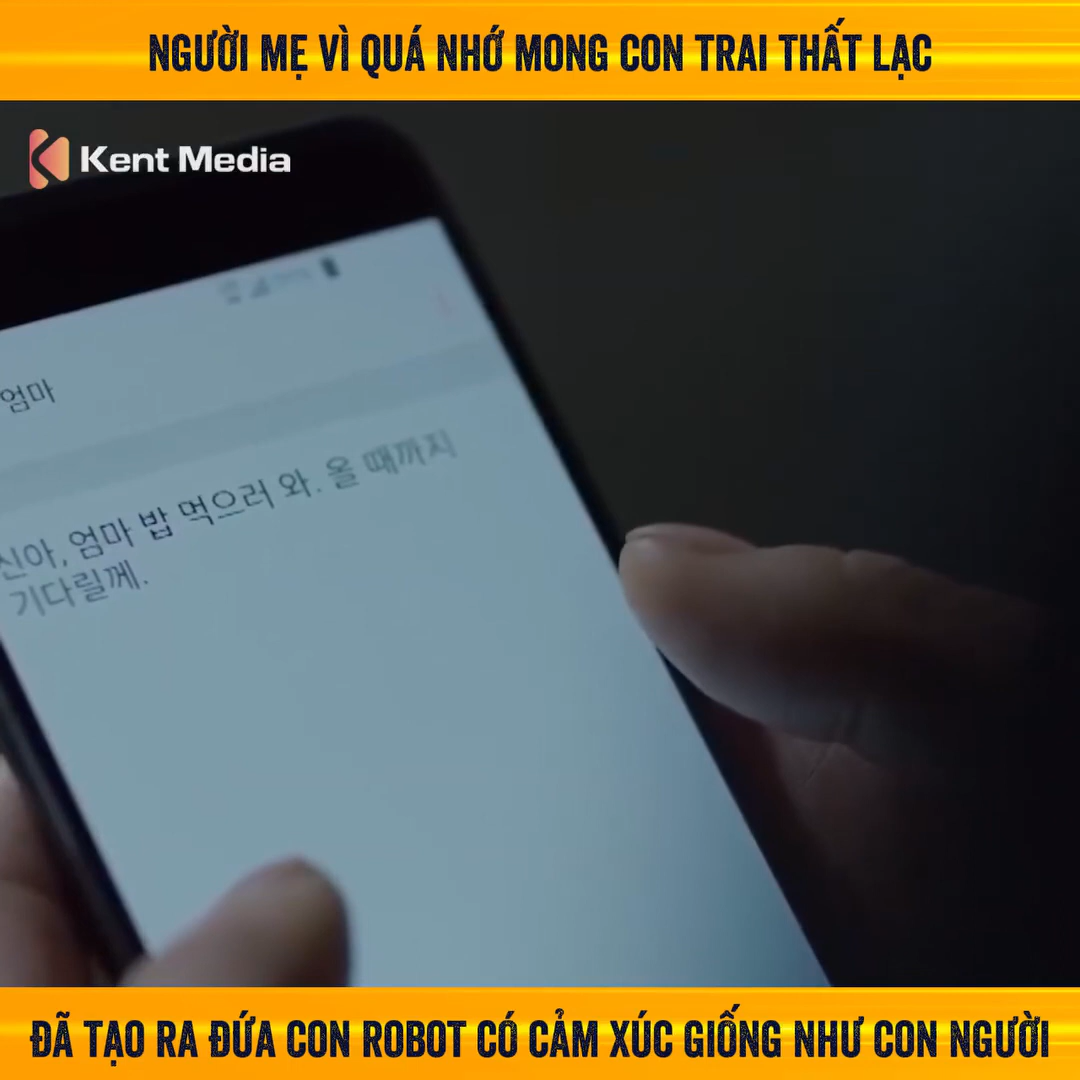 NGƯỜI MẸ VÌ QUÁ NHỚ MONG CON TRAI THẤT LẠC
Kent Media
엄마
신아, 엄마 밥 먹으러 와. 올 때까지
기다릴께.
ĐÃ TẠO RA ĐỨA CON ROBOT CÓ CẢM XÚC GIỐNG NHƯ CON NGƯỜI